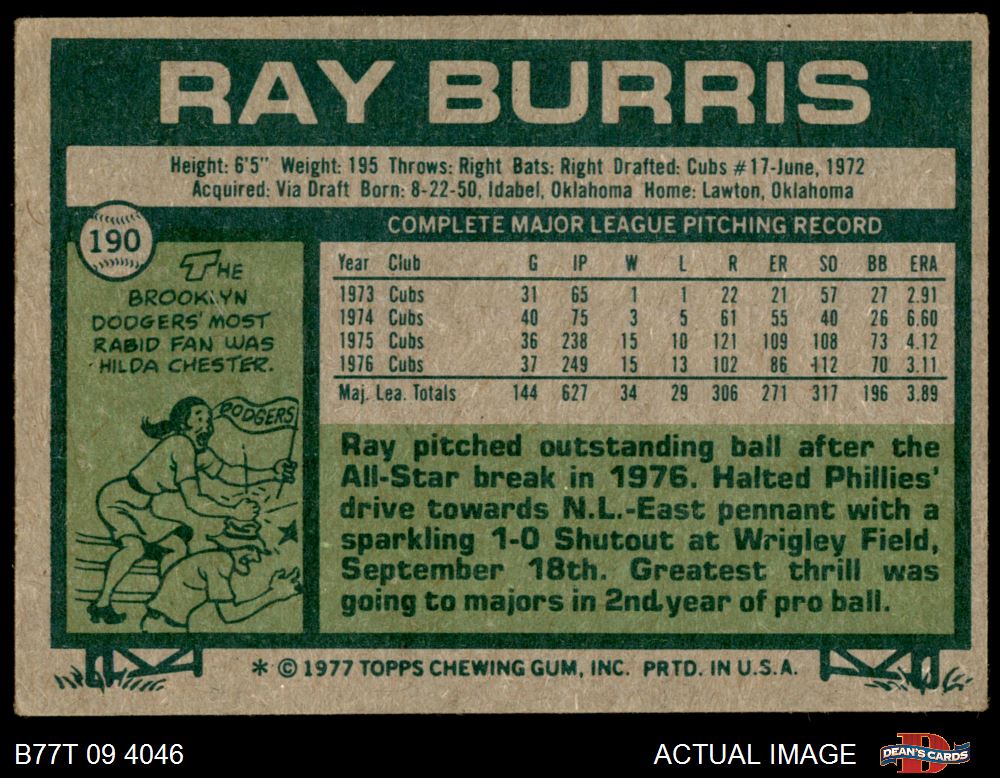 RAY BURRIS
Height: 6'5" Weight: 195 Throws: Right Bats: Right Drafted: Cubs #17-June, 1972
Acquired: Via Draft Born: 8-22-50, Idabel, Oklahoma Home: Lawton, Oklahoma
190
THE
BROOKLYN
DODGERS' MOST
RABID FAN WAS
HILDA CHESTER.
DODGERS
COMPLETE MAJOR LEAGUE PITCHING RECORD
Year Club G IP W L R ER SO BB ERA
1973 Cubs 31 65 1 1 22 21 57 27 2.91
1974 Cubs 40 75 3 5 61 55 40 26 6.60
1975 Cubs 36 238 15 10 121 109 108 73 4.12
1976 Cubs 37 249 15 13 102 86 112 70 3.11
Maj. Lea. Totals 144 627 34 29 306 271 317 196 3.89
Ray pitched outstanding ball after the
All-Star break in 1976. Halted Phillies'
drive towards N.L.-East pennant with a
sparkling 1-0 Shutout at Wrigley Field,
September 18th. Greatest thrill was
going to majors in 2nd year of pro ball.
* © 1977 TOPPS CHEWING GUM, INC. PRTD. IN U.S.A.
B77T 09 4046
ACTUAL IMAGE
D
DEAN'S CARDS